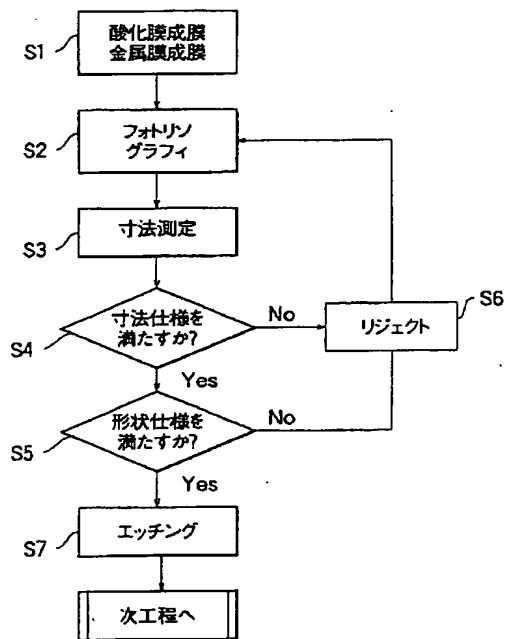 S1
酸化膜成膜
金属膜成膜
S2
フォトリソ
グラフィ
S3
寸法測定
S4
寸法仕様を
満たすか?
No
リジェクト
S6
Yes
S5
形状仕様を
満たすか?
No
Yes
S7
エッチング
次工程へ